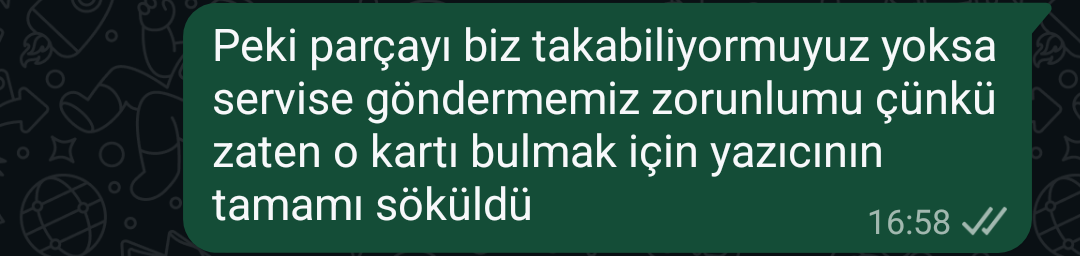 Peki parçayı biz takabiliyormuyuz yoksa
servise göndermemiz zorunlumu çünkü
zaten o kartı bulmak için yazıcının
tamamı söküldü
16:58